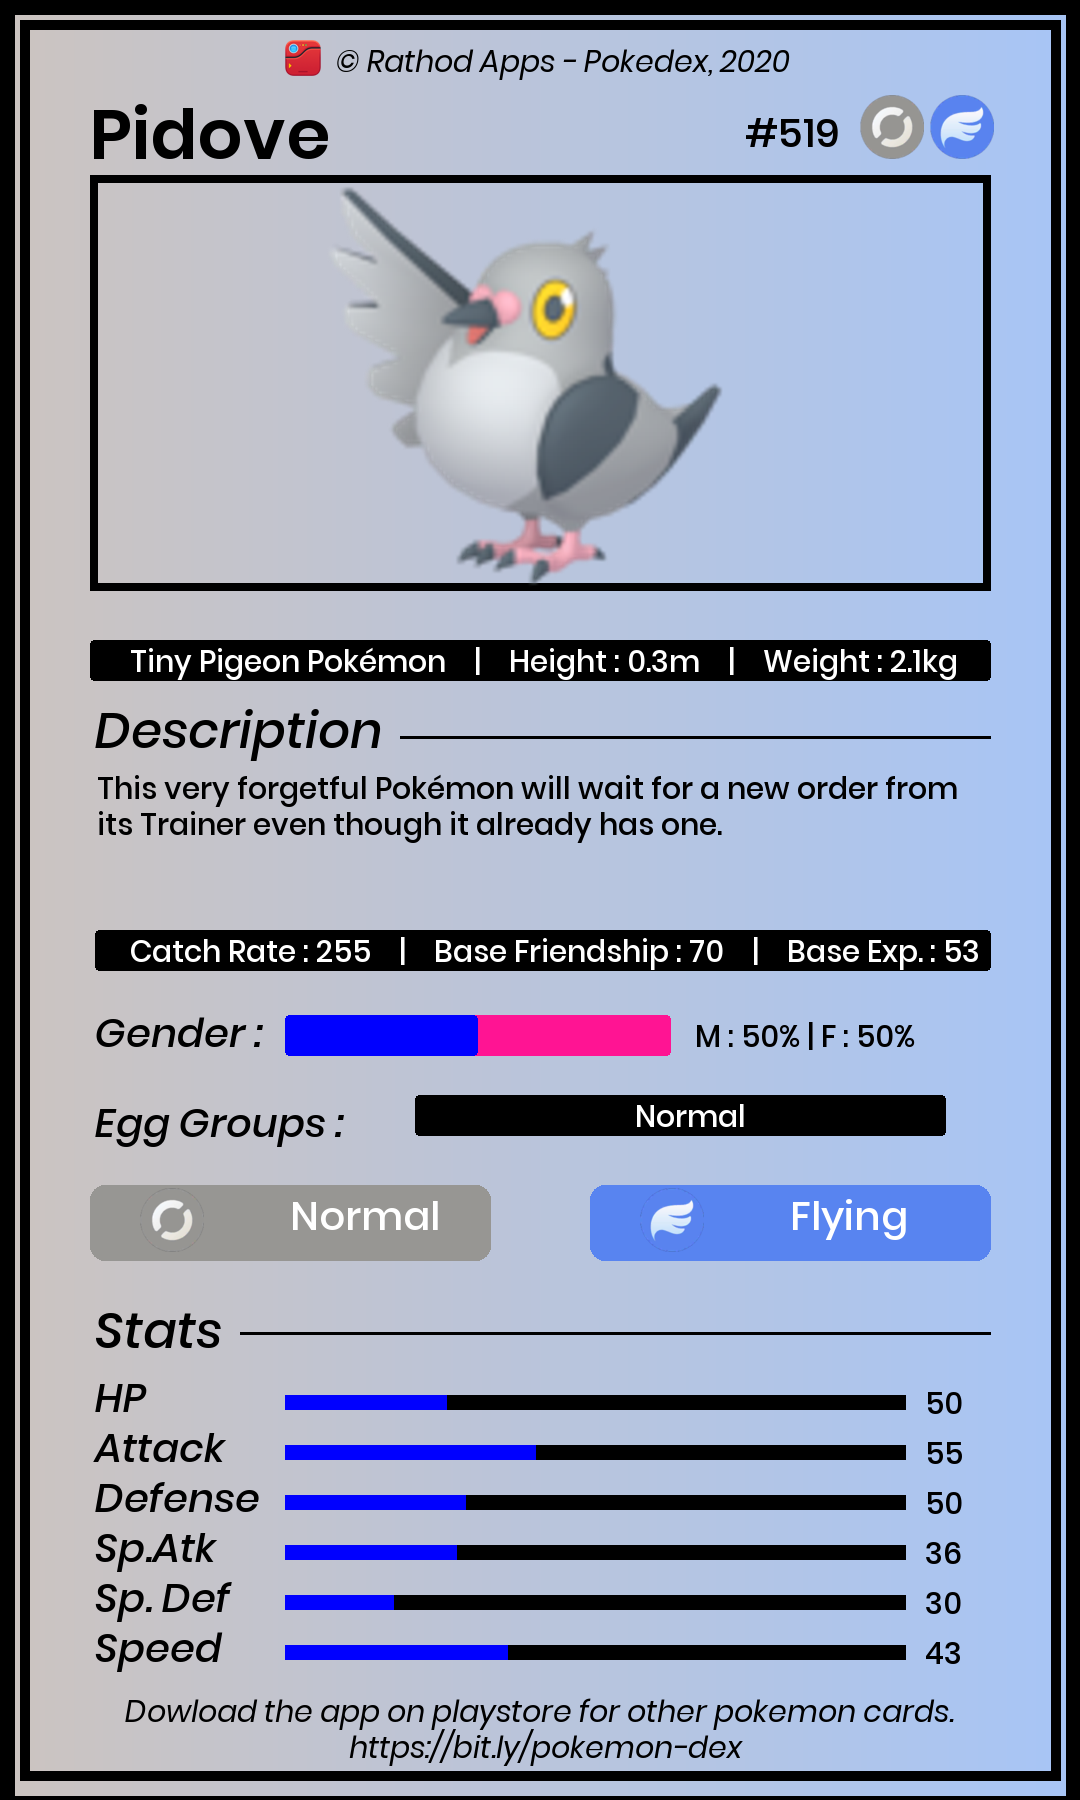 © Rathod Apps - Pokedex, 2020
Pidove #519
Tiny Pigeon Pokémon | Height : 0.3m | Weight : 2.1kg
Description
This very forgetful Pokémon will wait for a new order from
its Trainer even though it already has one.
Catch Rate : 255 | Base Friendship : 70 | Base Exp. : 53
Gender : M : 50% | F : 50%
Egg Groups : Normal
Normal Flying
Stats
HP 50
Attack 55
Defense 50
Sp.Atk 36
Sp. Def 30
Speed 43
Dowload the app on playstore for other pokemon cards.
https://bit.ly/pokemon-dex